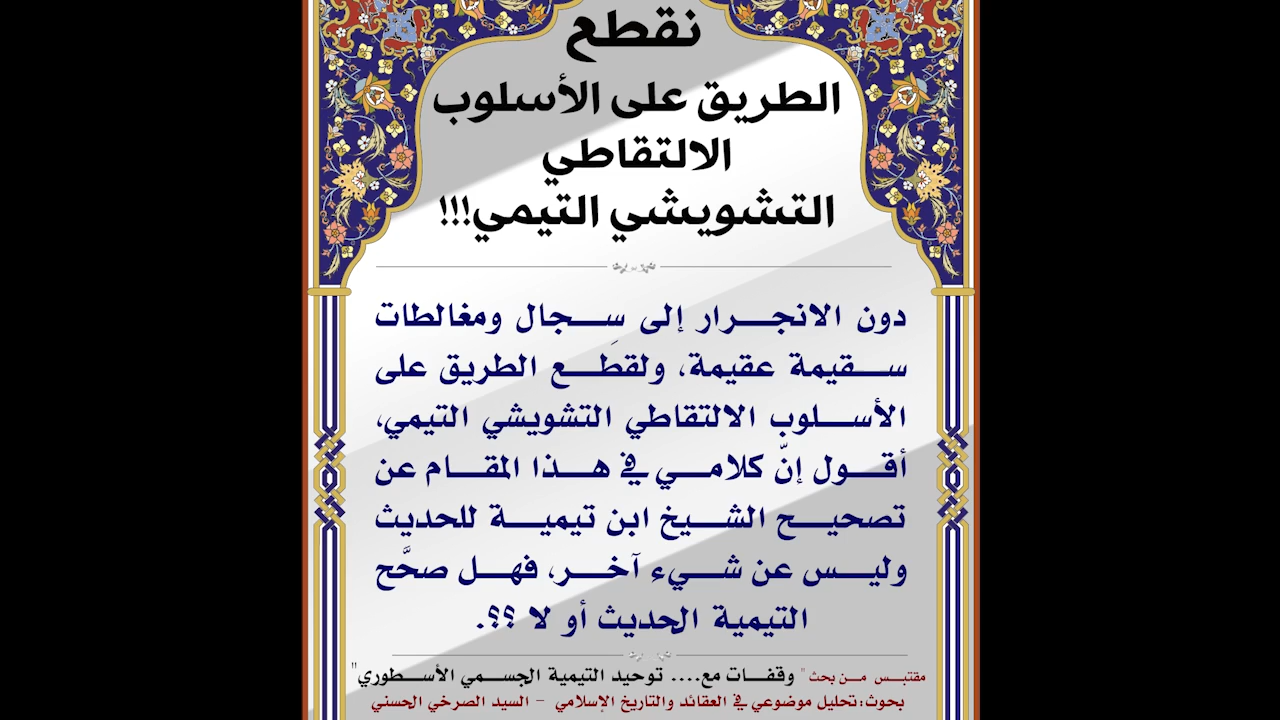 نقطع
الطريق على الأسلوب
الالتقاطي
التشويشي التيمي!!!
دون الانجرار إلى سِجال ومغالطات
سقيمة عقيمة، ولقطع الطريق على
الأسلوب الالتقاطي التشويشي التيمي،
أقول إنّ كلامي في هذا المقام عن
تصحيح الشيخ ابن تيمية للحديث
وليس عن شيء آخر، فهل صحَّح
التيمية الحديث أو لا ؟؟.
مقتبس من بحث " وقفات مع.... توحيد التيمية الجسمي الأسطوري"
بحوث: تحليل موضوعي في العقائد والتاريخ الإسلامي - السيد الصرخي الحسني